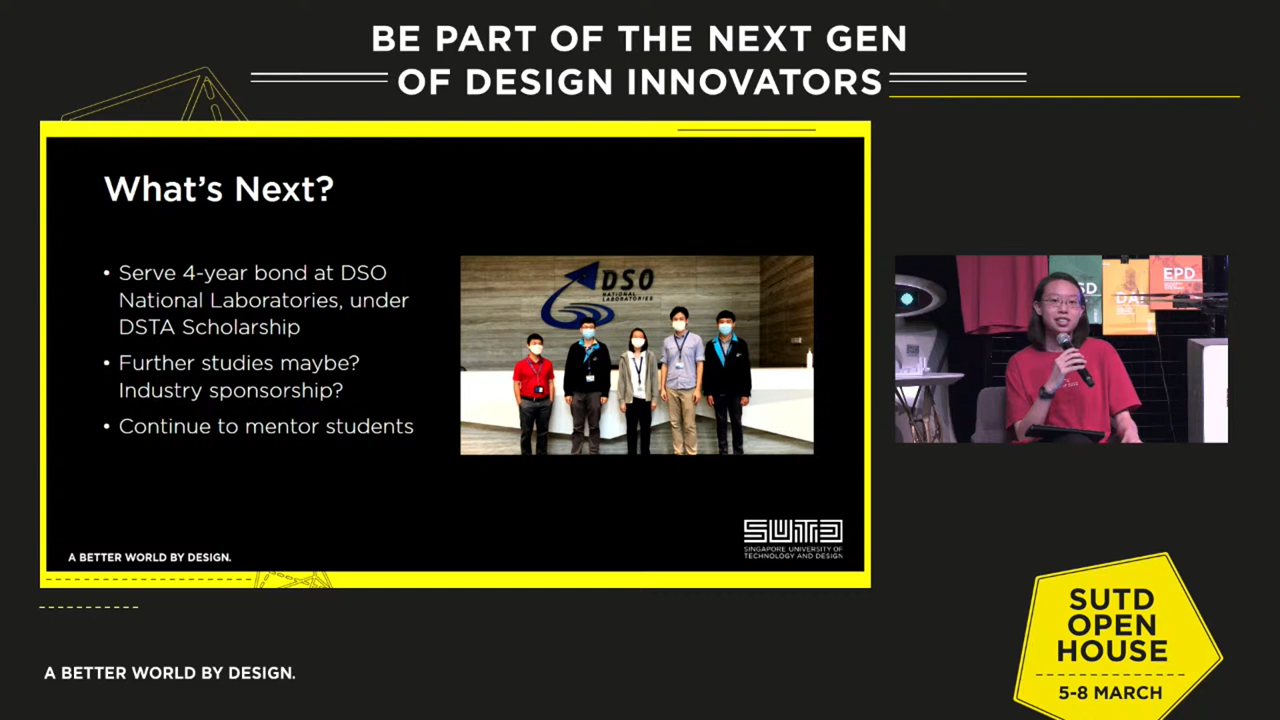 BE PART OF THE NEXT GEN
OF DESIGN INNOVATORS
What's Next?
• Serve 4-year bond at DSO
National Laboratories, under
DSTA Scholarship
• Further studies maybe?
Industry sponsorship?
• Continue to mentor students
DSO
NATIONAL
LABORATORIES
SD
DA!
EPD
A BETTER WORLD BY DESIGN.
SUTD
SINGAPORE UNIVERSITY OF
TECHNOLOGY AND DESIGN
SUTD
OPEN
HOUSE
5-8 MARCH
A BETTER WORLD BY DESIGN.